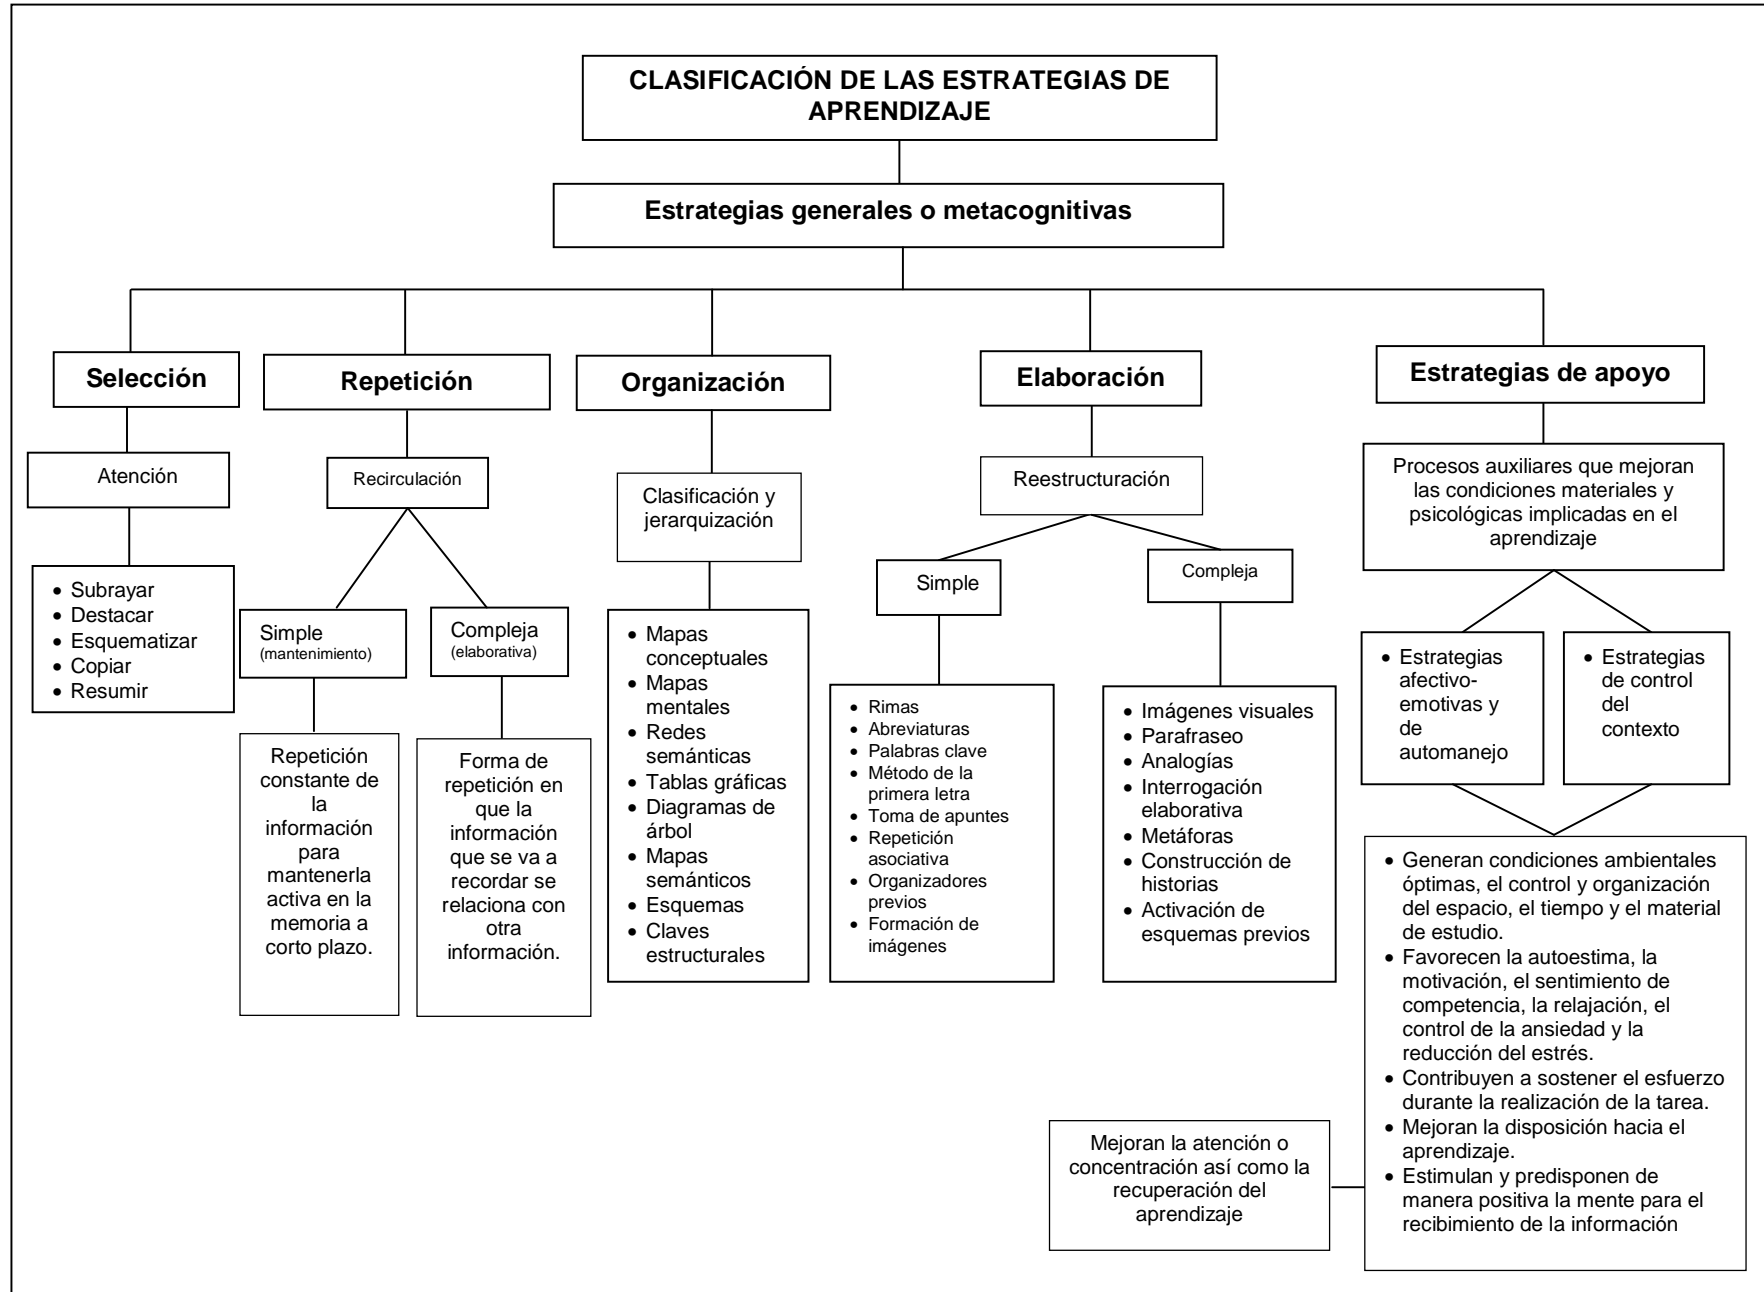 CLASIFICACIÓN DE LAS ESTRATEGIAS DE
APRENDIZAJE
Estrategias generales o metacognitivas
Selección
Repetición
Organización
Elaboración
Estrategias de apoyo
Atención
Recirculación
Clasificación y
jerarquización
Reestructuración
Procesos auxiliares que mejoran
las condiciones materiales y
psicológicas implicadas en el
aprendizaje
• Subrayar
• Destacar
• Esquematizar
• Copiar
• Resumir
Simple
(mantenimiento)
Compleja
(elaborativa)
Repetición
constante de
la
información
para
mantenerla
activa en la
memoria a
corto plazo.
Forma de
repetición en
que la
información
que se va a
recordar se
relaciona con
otra
información.
• Mapas
conceptuales
• Mapas
mentales
• Redes
semánticas
• Tablas gráficas
• Diagramas de
árbol
• Mapas
semánticos
• Esquemas
• Claves
estructurales
Simple
Compleja
• Rimas
• Abreviaturas
• Palabras clave
• Método de la
primera letra
• Toma de apuntes
• Repetición
asociativa
• Organizadores
previos
• Formación de
imágenes
• Imágenes visuales
• Parafraseo
• Analogías
• Interrogación
elaborativa
• Metáforas
• Construcción de
historias
• Activación de
esquemas previos
• Estrategias
afectivo-
emotivas y
de
automanejo
• Estrategias
de control
del
contexto
• Generan condiciones ambientales
óptimas, el control y organización
del espacio, el tiempo y el material
de estudio.
• Favorecen la autoestima, la
motivación, el sentimiento de
competencia, la relajación, el
control de la ansiedad y la
reducción del estrés.
• Contribuyen a sostener el esfuerzo
durante la realización de la tarea.
• Mejoran la disposición hacia el
aprendizaje.
• Estimulan y predisponen de
manera positiva la mente para el
recibimiento de la información
Mejoran la atención o
concentración así como la
recuperación del
aprendizaje